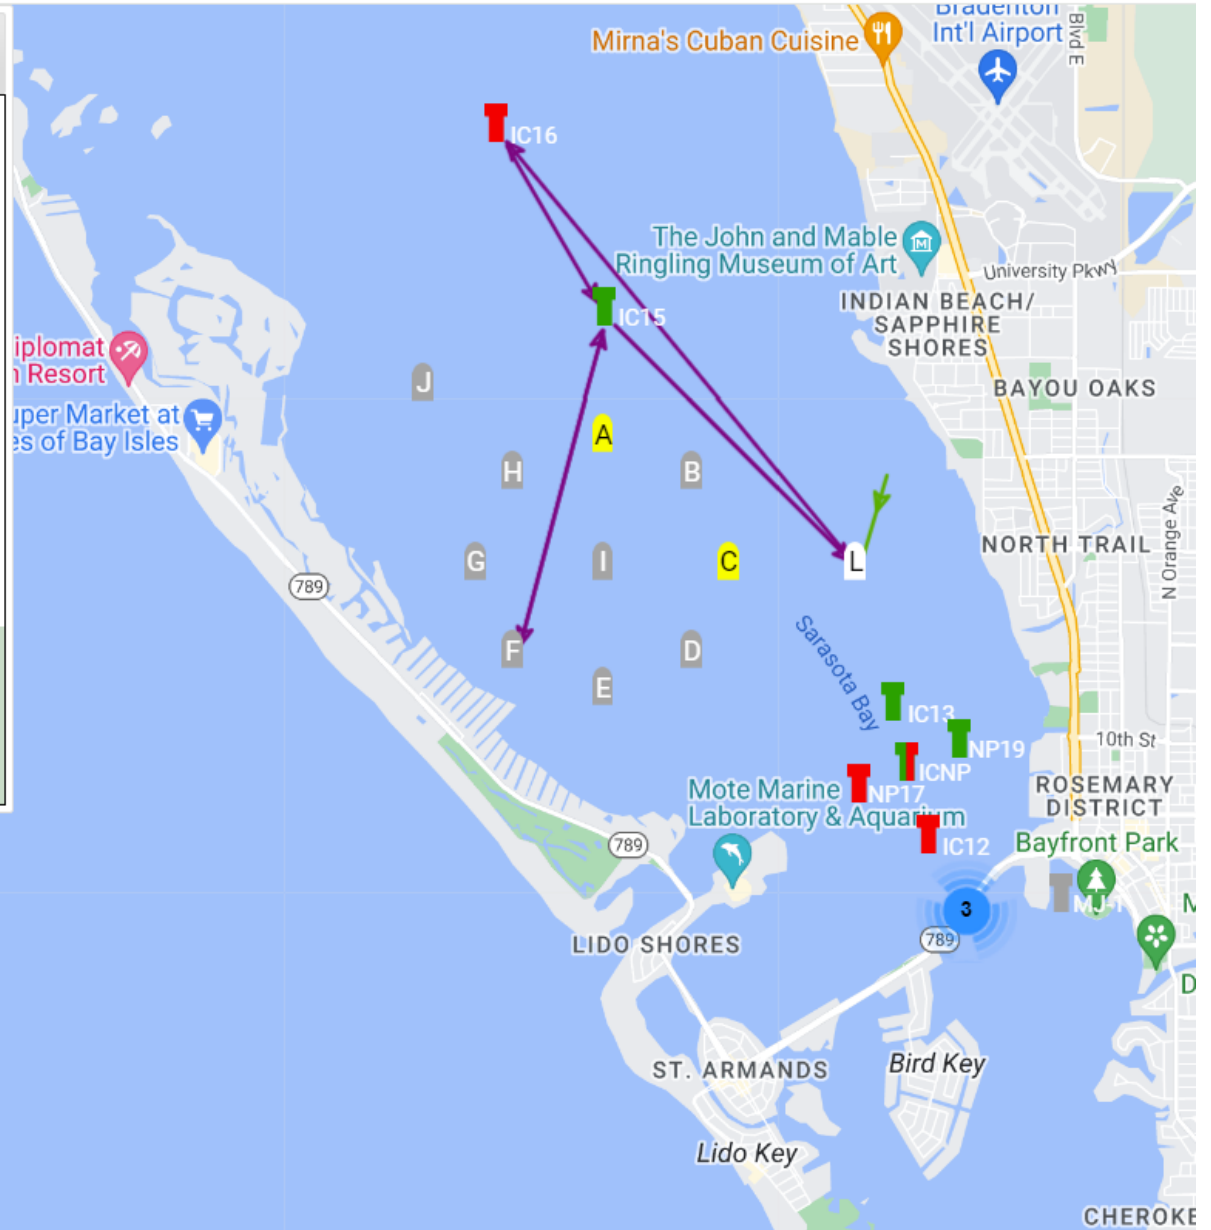 Bradenton
Int'l Airport
Blvd E
Mirna's Cuban Cuisine
IC16
The John and Mable
Ringling Museum of Art
University Pkwy
IC15
INDIAN BEACH/
SAPPHIRE
SHORES
iplomat
n Resort
J
BAYOU OAKS
uper Market at
es of Bay Isles
A
H
B
N Orange Ave
NORTH TRAIL
G
I
C
L
789
F
D
Sarasota Bay
E
IC13
NP19
10th St
ICNP
Mote Marine
Laboratory & Aquarium
NP17
ROSEMARY
DISTRICT
IC12
789
Bayfront Park
MJ-1
3
789
LIDO SHORES
M
D
ST. ARMANDS
Bird Key
Lido Key
CHEROKE